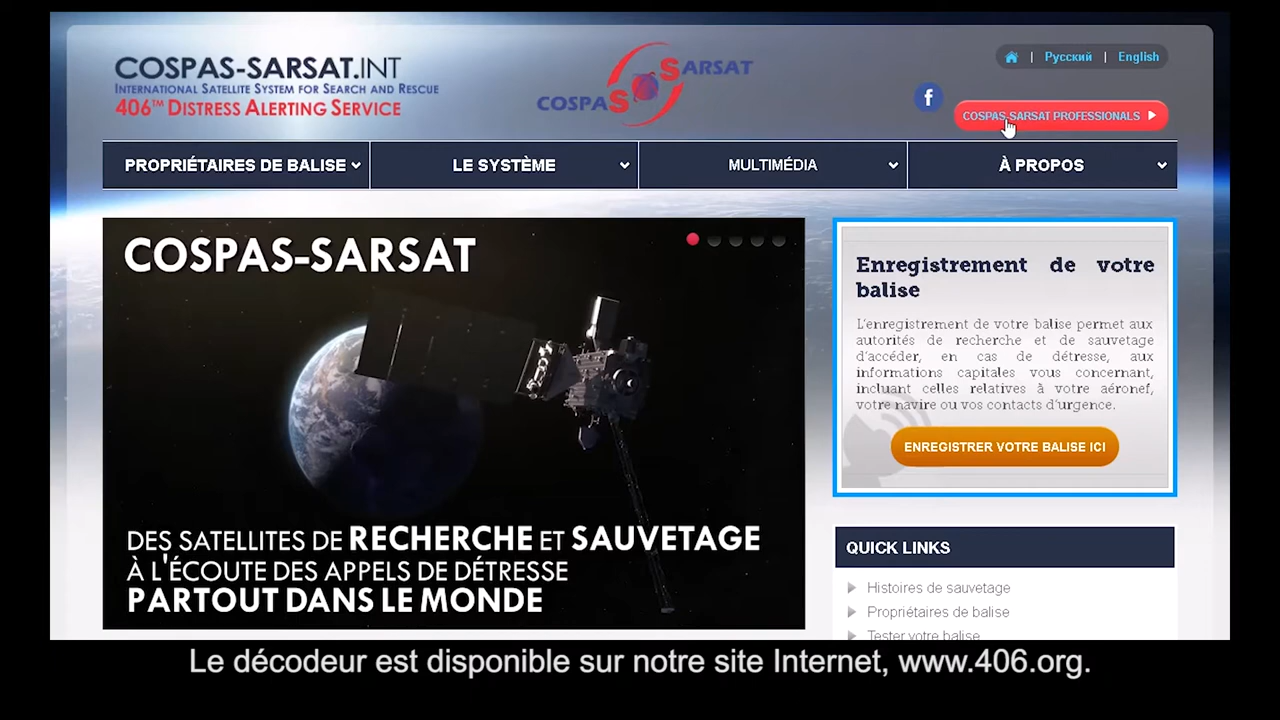 COSPAS-SARSAT.INT
INTERNATIONAL SATELLITE SYSTEM FOR SEARCH AND RESCUE
406™ DISTRESS ALERTING SERVICE
COSPAS SARSAT
Русский | English
f
COSPAS-SARSAT PROFESSIONALS
PROPRIÉTAIRES DE BALISE
LE SYSTÈME
MULTIMÉDIA
À PROPOS
COSPAS-SARSAT
DES SATELLITES DE RECHERCHE ET SAUVETAGE
À L'ÉCOUTE DES APPELS DE DÉTRESSE
PARTOUT DANS LE MONDE
Enregistrement de votre
balise
L'enregistrement de votre balise permet aux
autorités de recherche et de sauvetage
d'accéder, en cas de détresse, aux
informations capitales vous concernant,
incluant celles relatives à votre aéronef,
votre navire ou vos contacts d'urgence.
ENREGISTRER VOTRE BALISE ICI
QUICK LINKS
Histoires de sauvetage
Propriétaires de balise
Tester votre balise
Le décodeur est disponible sur notre site Internet, www.406.org.